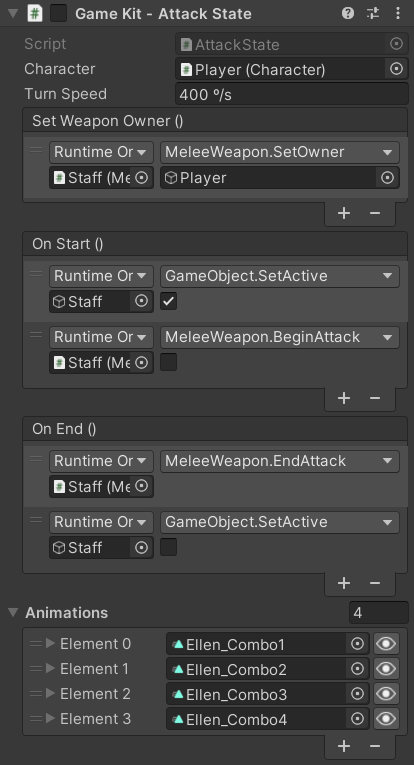 Game Kit - Attack State
Script AttackState
Character Player (Character)
Turn Speed 400 º/s
Set Weapon Owner ()
Runtime Or MeleeWeapon.SetOwner
Staff (Me Player
+ −
On Start ()
Runtime Or GameObject.SetActive
Staff
Runtime Or MeleeWeapon.BeginAttack
Staff (Me
+ −
On End ()
Runtime Or MeleeWeapon.EndAttack
Staff (Me
Runtime Or GameObject.SetActive
Staff
+ −
Animations 4
Element 0 Ellen_Combo1
Element 1 Ellen_Combo2
Element 2 Ellen_Combo3
Element 3 Ellen_Combo4
+ −